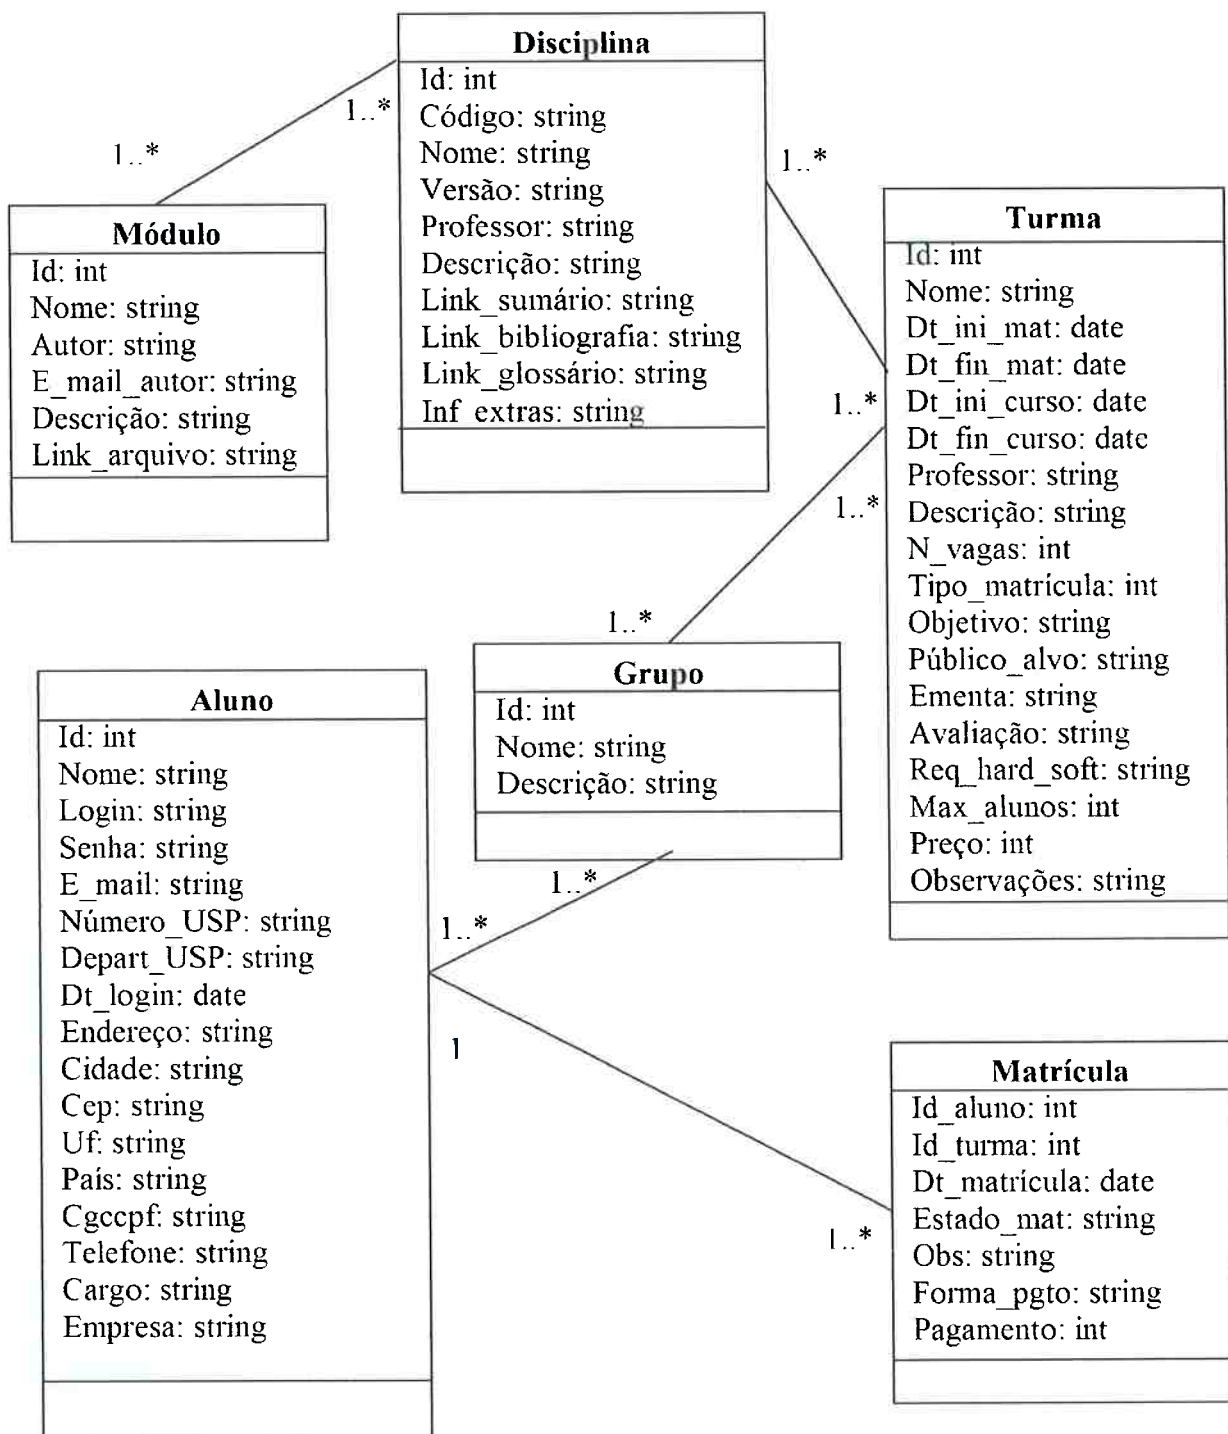 Disciplina
Id: int
Código: string
Nome: string
Versão: string
Professor: string
Descrição: string
Link_sumário: string
Link_bibliografia: string
Link_glossário: string
Inf extras: string
1..*
1..*
1..*
1..*
Módulo
Id: int
Nome: string
Autor: string
E_mail_autor: string
Descrição: string
Link_arquivo: string
Turma
Id: int
Nome: string
Dt_ini_mat: date
Dt_fin_mat: date
Dt_ini_curso: date
Dt_fin_curso: date
Professor: string
Descrição: string
N_vagas: int
Tipo_matrícula: int
Objetivo: string
Público_alvo: string
Ementa: string
Avaliação: string
Req_hard_soft: string
Max_alunos: int
Preço: int
Observações: string
1..*
1..*
Grupo
Id: int
Nome: string
Descrição: string
1..*
1..*
Aluno
Id: int
Nome: string
Login: string
Senha: string
E_mail: string
Número_USP: string
Depart_USP: string
Dt_login: date
Endereço: string
Cidade: string
Cep: string
Uf: string
País: string
Cgccpf: string
Telefone: string
Cargo: string
Empresa: string
1
1..*
Matrícula
Id_aluno: int
Id_turma: int
Dt_matrícula: date
Estado_mat: string
Obs: string
Forma_pgto: string
Pagamento: int